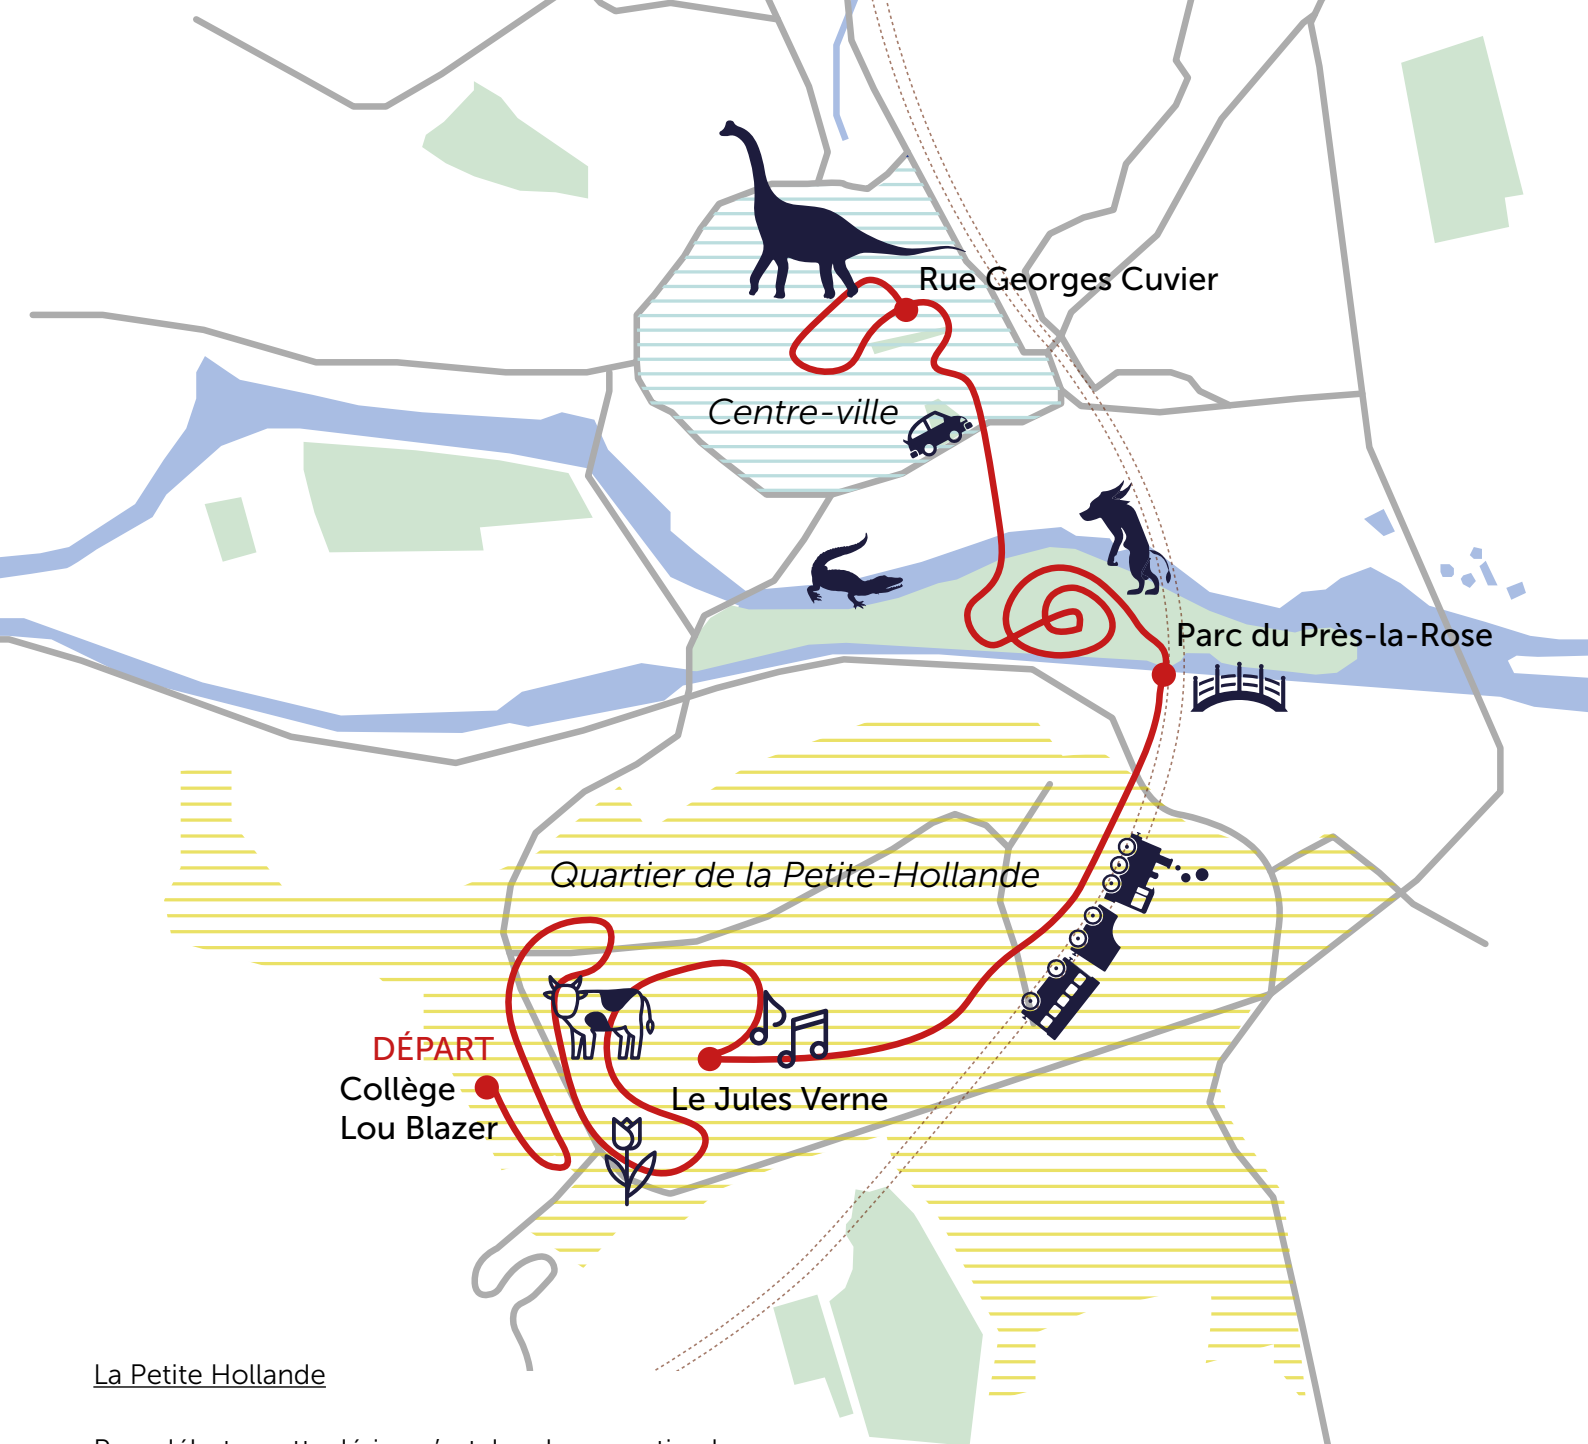 Rue Georges Cuvier
Centre-ville
Parc du Près-la-Rose
Quartier de la Petite-Hollande
DÉPART
Collège
Lou Blazer
Le Jules Verne
La Petite Hollande